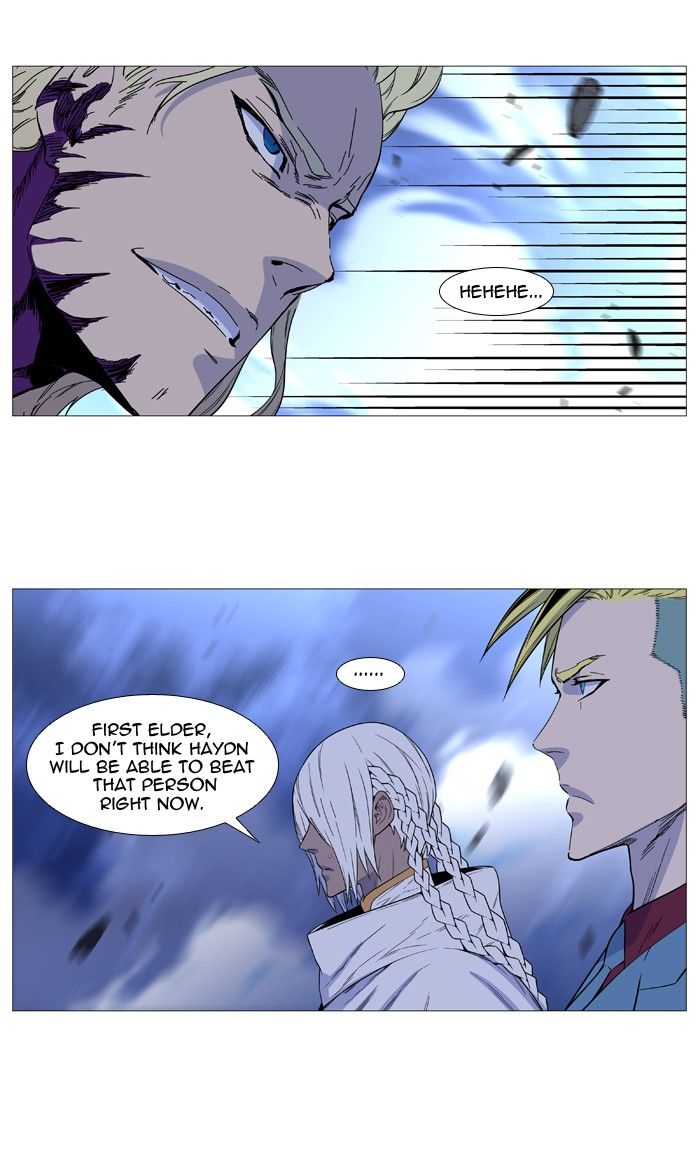 HEHEHE...
......
FIRST ELDER,
I DON'T THINK HAYDN
WILL BE ABLE TO BEAT
THAT PERSON
RIGHT NOW.